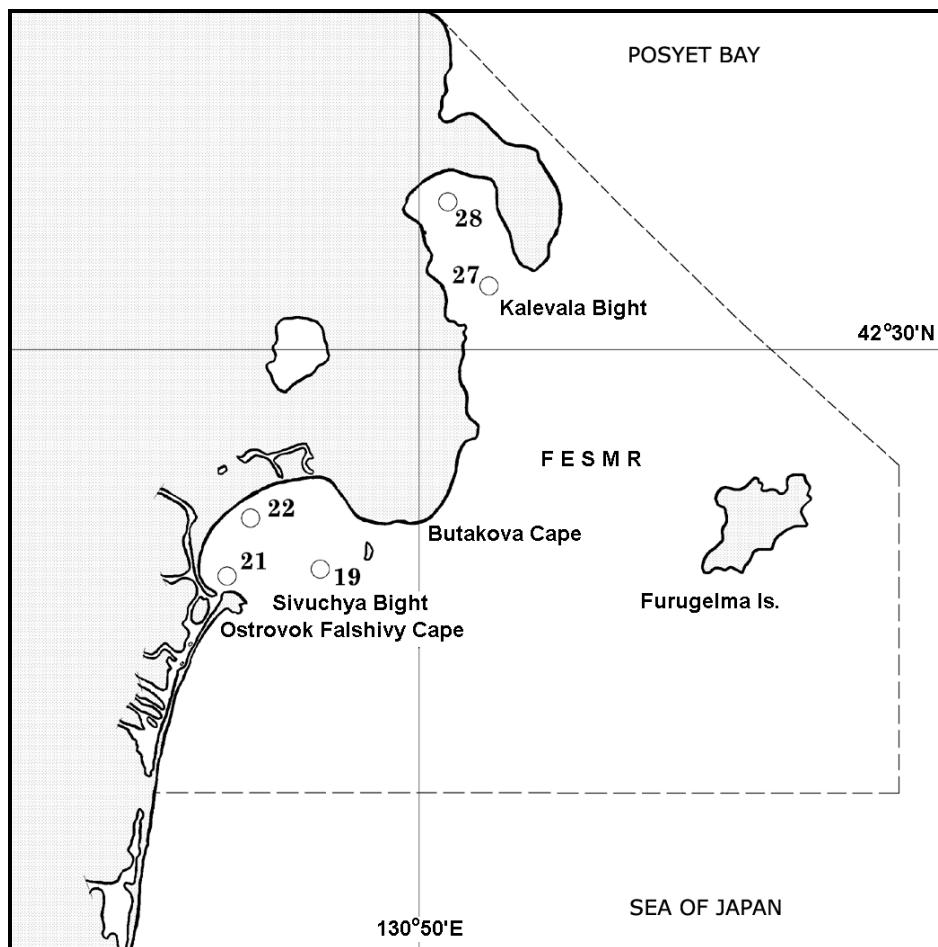 POSYET BAY
28
27
Kalevala Bight
42°30'N
F E S M R
22
Butakova Cape
21
19
Sivuchya Bight
Furugelma Is.
Ostrovok Falshivy Cape
SEA OF JAPAN
130°50'E